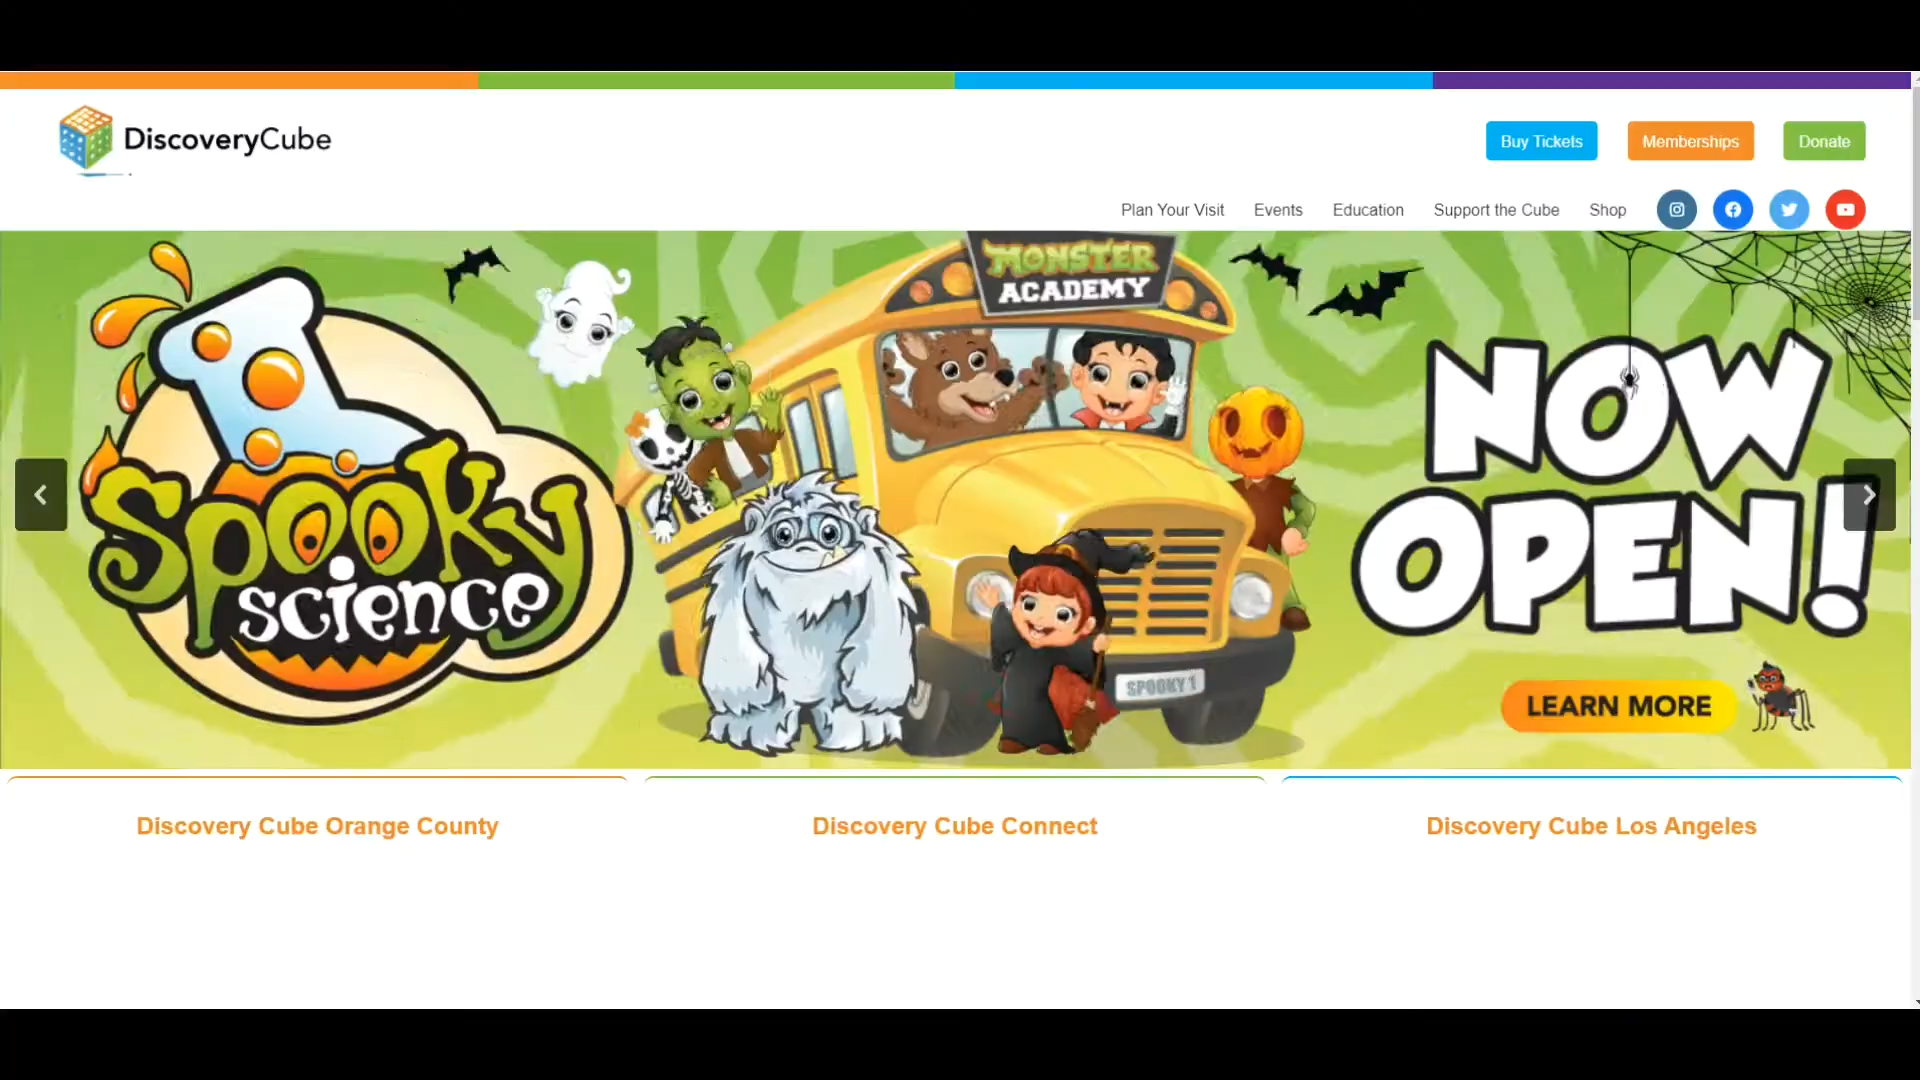 DiscoveryCube
Buy Tickets
Memberships
Donate
Plan Your Visit
Events
Education
Support the Cube
Shop
MONSTER
ACADEMY
Spooky
science
NOW
OPEN!
SPOOKY 1
LEARN MORE
Discovery Cube Orange County
Discovery Cube Connect
Discovery Cube Los Angeles